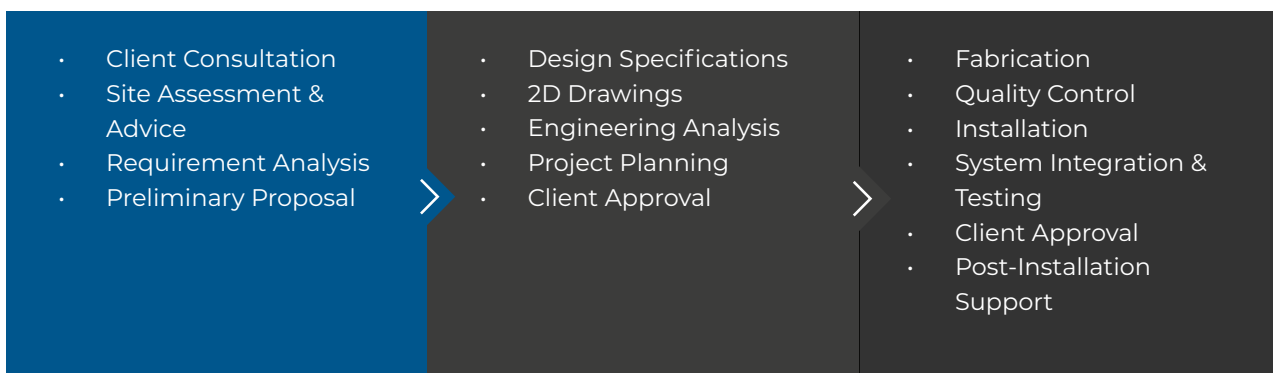 • Client Consultation
• Site Assessment &
Advice
• Requirement Analysis
• Preliminary Proposal
• Design Specifications
• 2D Drawings
• Engineering Analysis
• Project Planning
• Client Approval
• Fabrication
• Quality Control
• Installation
• System Integration &
Testing
• Client Approval
• Post-Installation
Support